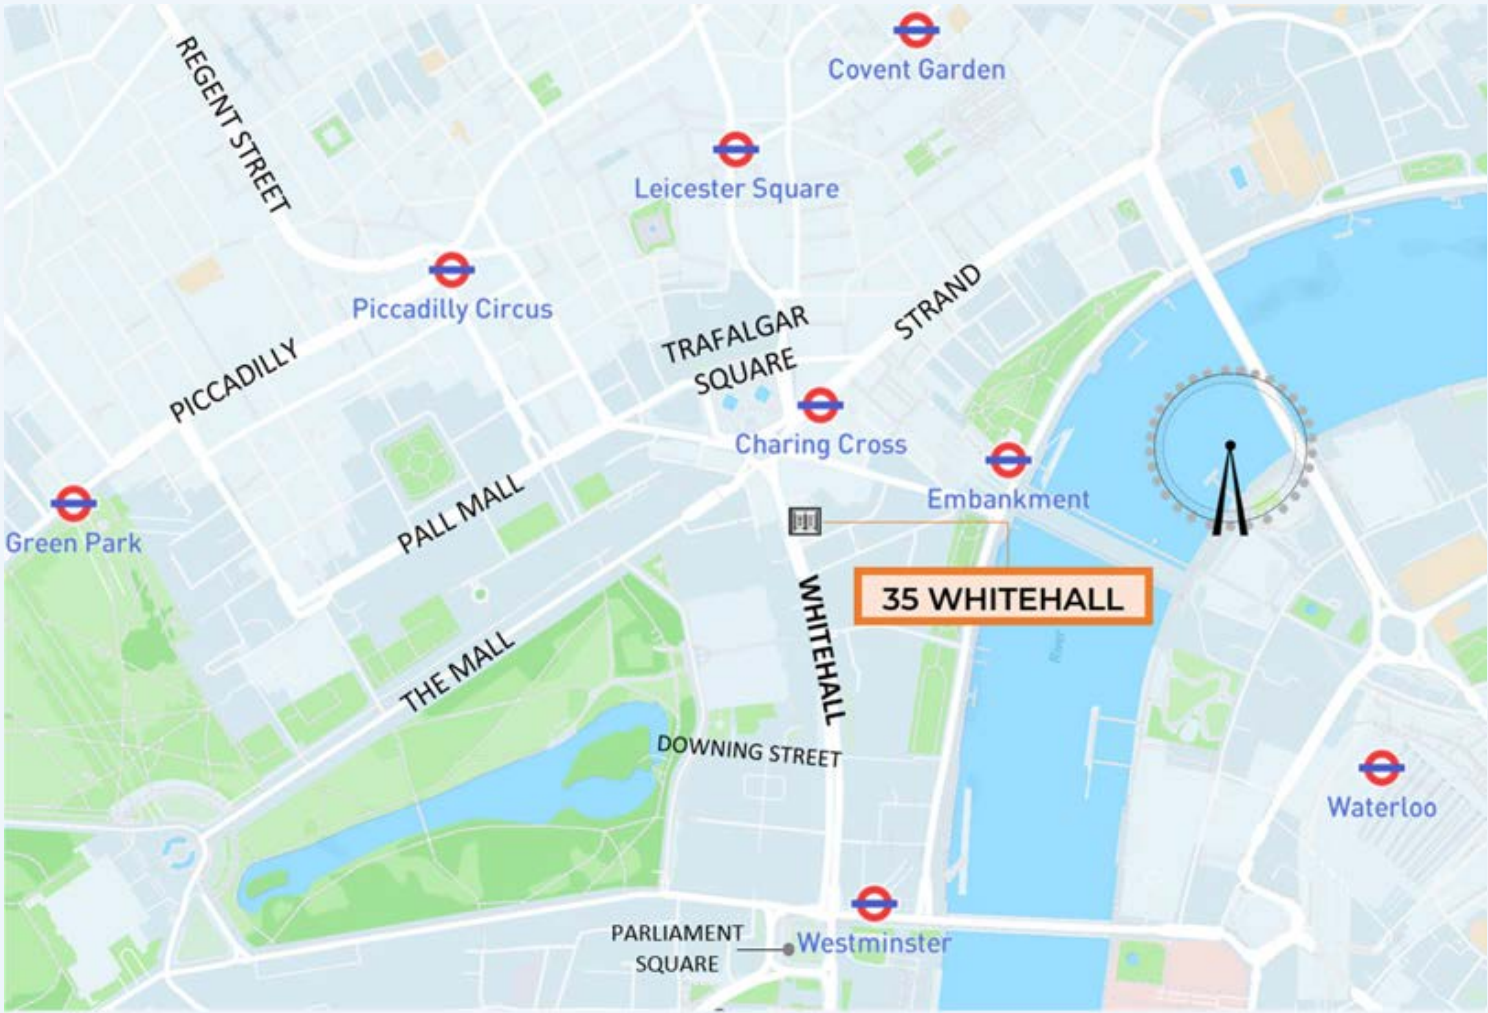 Covent Garden
REGENT STREET
Leicester Square
Piccadilly Circus
STRAND
TRAFALGAR
SQUARE
PICCADILLY
Charing Cross
Embankment
PALL MALL
Green Park
35 WHITEHALL
WHITEHALL
River
THE MALL
DOWNING STREET
Waterloo
PARLIAMENT
SQUARE
Westminster